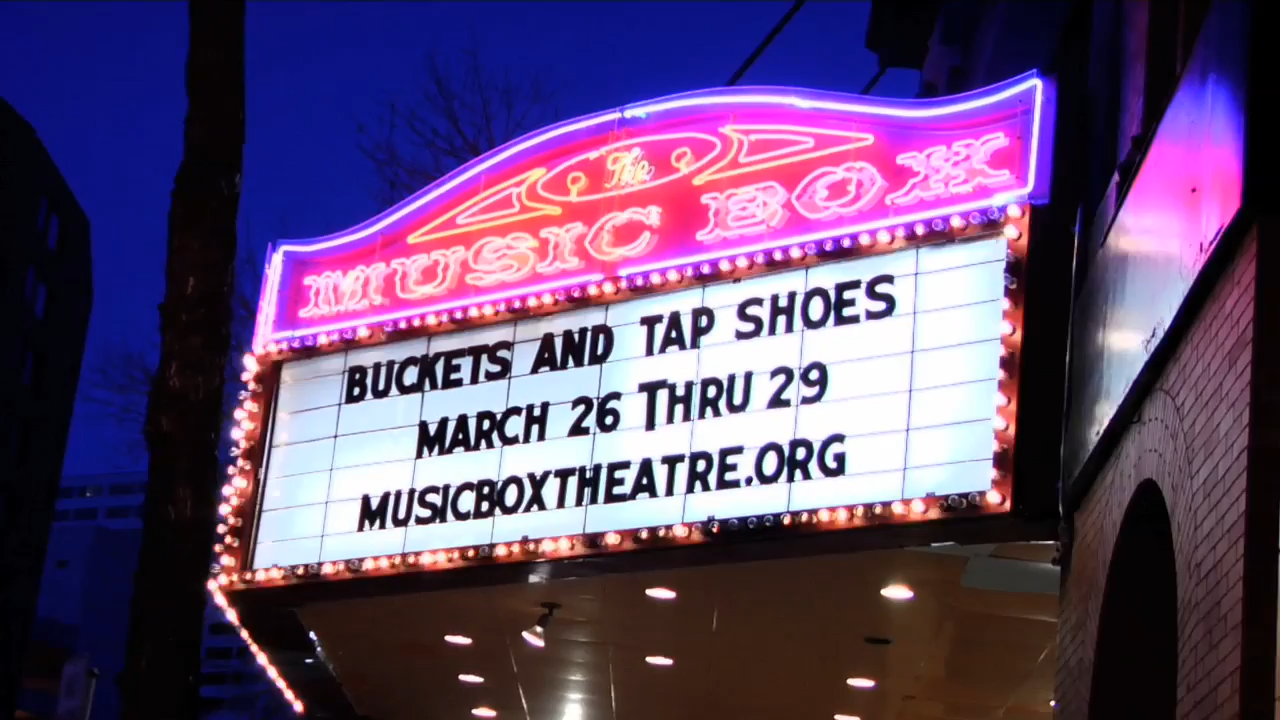 The
MUSIC BOX
BUCKETS AND TAP SHOES
MARCH 26 THRU 29
MUSICBOXTHEATRE.ORG